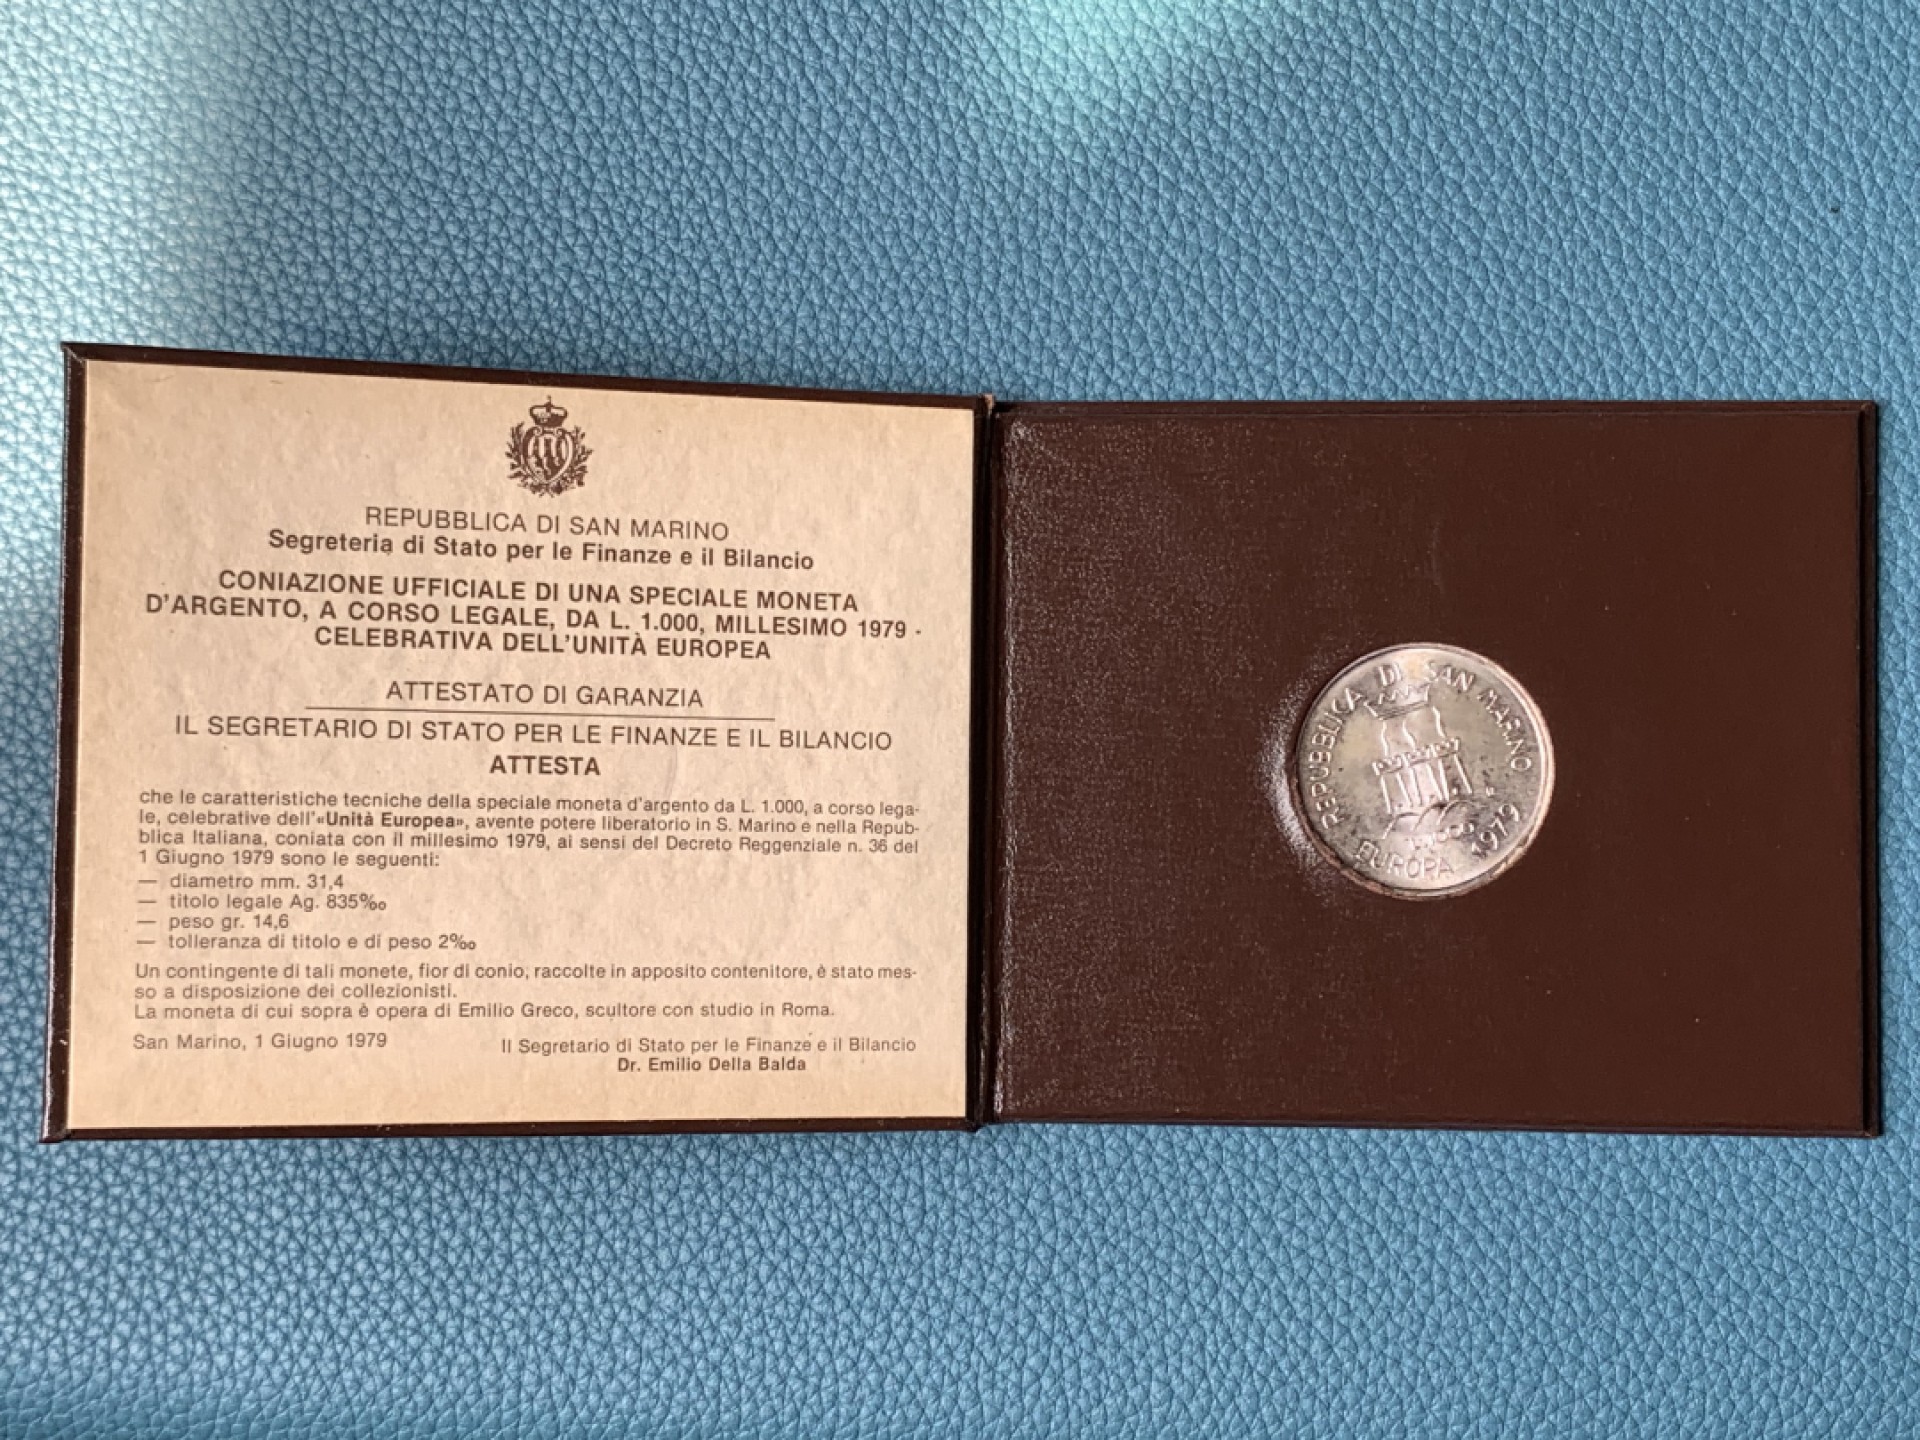 REPUBBLICA DI SAN MARINO
Segreteria di Stato per le Finanze e il Bilancio
CONIAZIONE UFFICIALE DI UNA SPECIALE MONETA
D'ARGENTO, A CORSO LEGALE, DA L. 1.000, MILLESIMO 1979 -
CELEBRATIVA DELL'UNITÀ EUROPEA
ATTESTATO DI GARANZIA
IL SEGRETARIO DI STATO PER LE FINANZE E IL BILANCIO
ATTESTA
che le caratteristiche tecniche della speciale moneta d'argento da L. 1.000, a corso lega-
le, celebrative dell'«Unità Europea», avente potere liberatorio in S. Marino e nella Repub-
blica Italiana, coniata con il millesimo 1979, ai sensi del Decreto Reggenziale n. 36 del
1 Giugno 1979 sono le seguenti:
— diametro mm. 31,4
— titolo legale Ag. 835‰
— peso gr. 14,6
— tolleranza di titolo e di peso 2‰
Un contingente di tali monete, fior di conio, raccolte in apposito contenitore, è stato mes-
so a disposizione dei collezionisti.
La moneta di cui sopra è opera di Emilio Greco, scultore con studio in Roma.
San Marino, 1 Giugno 1979
Il Segretario di Stato per le Finanze e il Bilancio
Dr. Emilio Della Balda
REPUBBLICA DI SAN MARINO
L.1000
EUROPA 1979